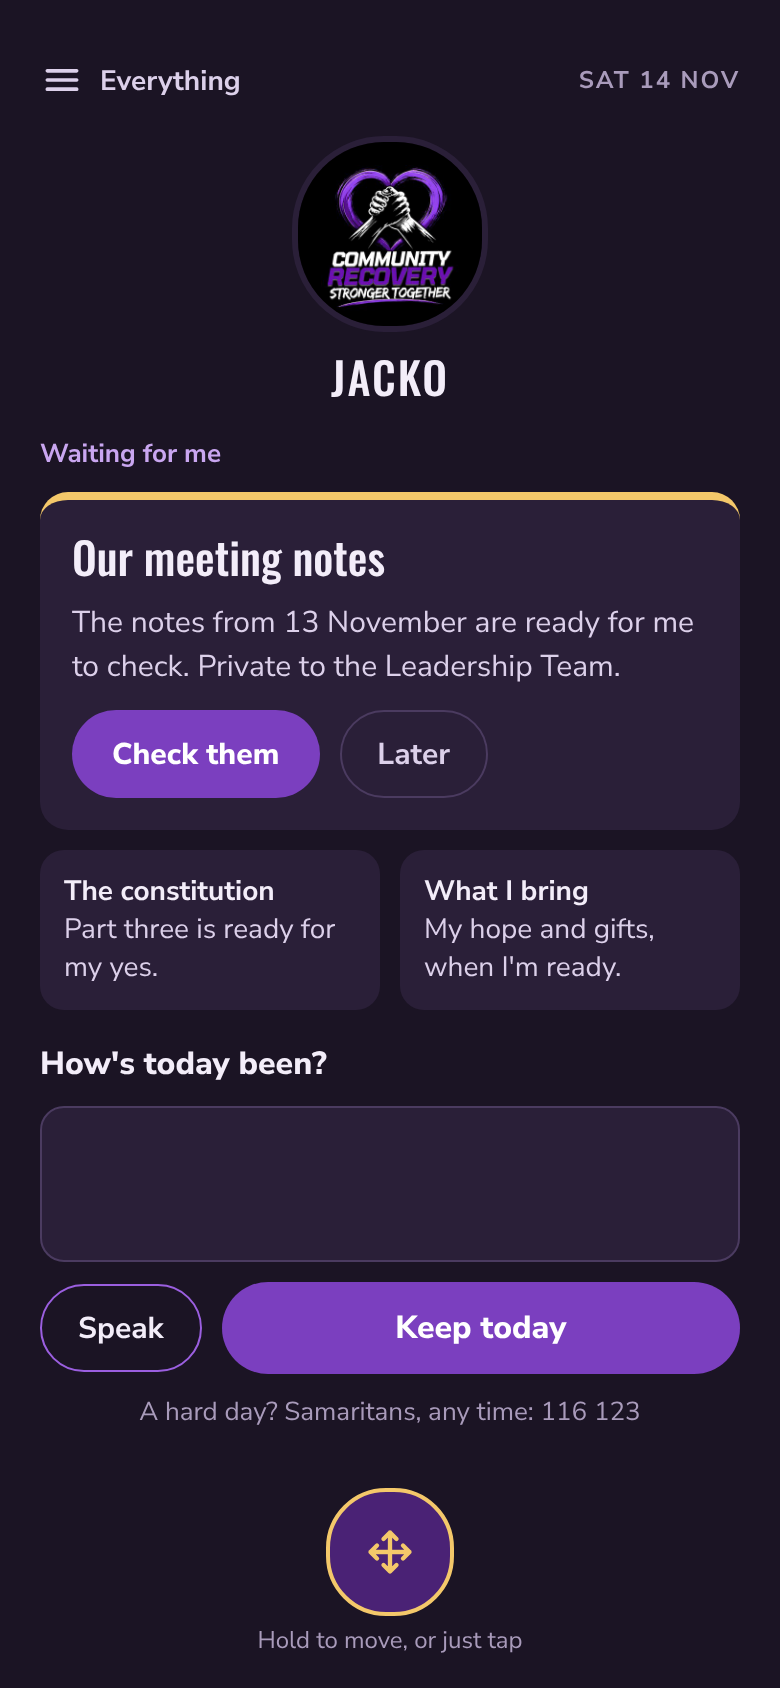 Everything
SAT 14 NOV
COMMUNITY
RECOVERY
STRONGER TOGETHER
JACKO
Waiting for me
Our meeting notes
The notes from 13 November are ready for me
to check. Private to the Leadership Team.
Check them
Later
The constitution
Part three is ready for
my yes.
What I bring
My hope and gifts,
when I'm ready.
How's today been?
Speak
Keep today
A hard day? Samaritans, any time: 116 123
Hold to move, or just tap